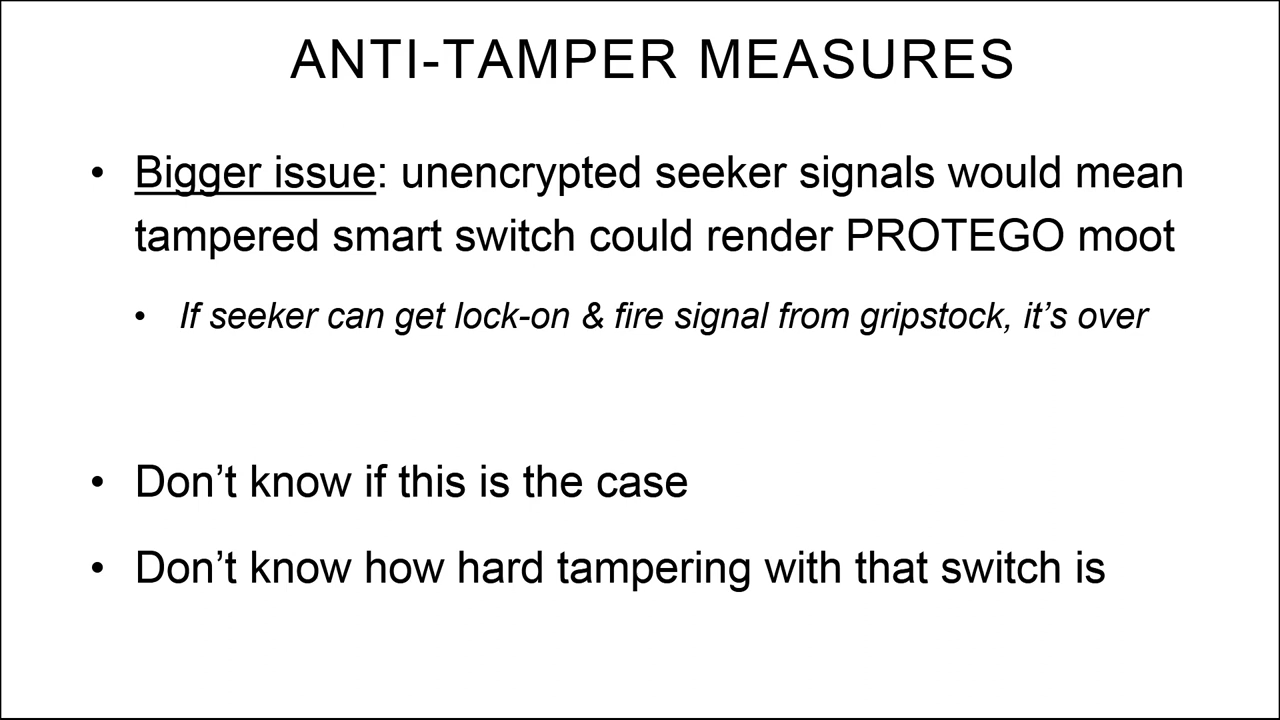 ANTI-TAMPER MEASURES
• Bigger issue: unencrypted seeker signals would mean
tampered smart switch could render PROTEGO moot
• If seeker can get lock-on & fire signal from gripstock, it’s over
• Don’t know if this is the case
• Don’t know how hard tampering with that switch is